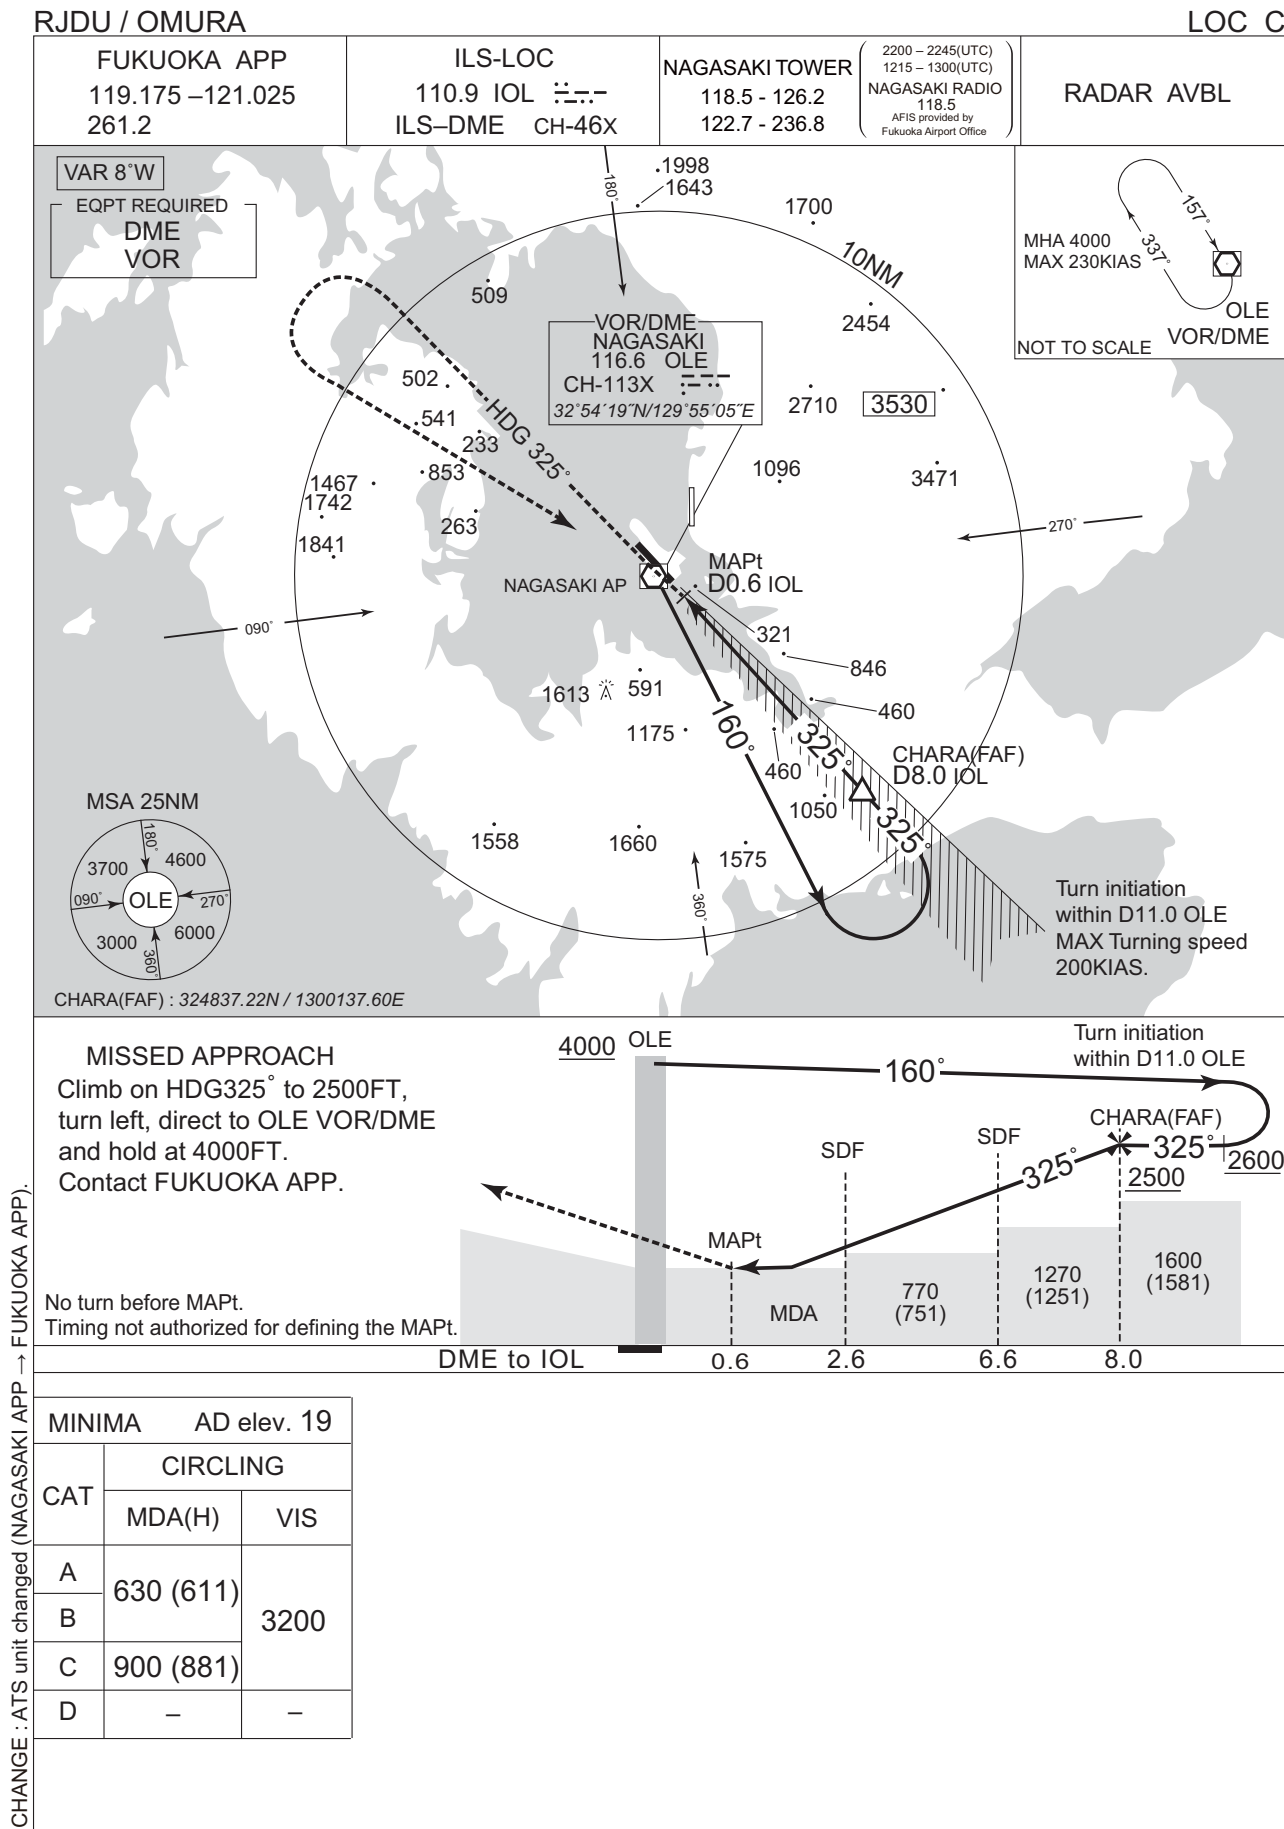 RJDU / OMURA
LOC C
FUKUOKA APP
119.175 –121.025
261.2
ILS-LOC
110.9 IOL
ILS–DME CH-46X
NAGASAKI TOWER
118.5 - 126.2
122.7 - 236.8
2200 – 2245(UTC)
1215 – 1300(UTC)
NAGASAKI RADIO
118.5
AFIS provided by
Fukuoka Airport Office
RADAR AVBL
VAR 8˚W
EQPT REQUIRED
DME
VOR
180˚
1998
1643
1700
10NM
157˚
337˚
MHA 4000
MAX 230KIAS
OLE
VOR/DME
NOT TO SCALE
509
2454
VOR/DME
NAGASAKI
116.6 OLE
CH-113X
32˚54´19˝N/129˚55´05˝E
502
541
233
HDG 325˚
2710
3530
853
1096
3471
1467
1742
263
1841
270˚
MAPt
D0.6 IOL
NAGASAKI AP
090˚
321
846
1613
591
460
160˚
1175
325˚
460
CHARA(FAF)
D8.0 IOL
1050
325˚
MSA 25NM
180˚
3700
4600
090˚
OLE
270˚
3000
6000
360˚
1558
1660
1575
360˚
Turn initiation
within D11.0 OLE
MAX Turning speed
200KIAS.
CHARA(FAF) : 324837.22N / 1300137.60E
MISSED APPROACH
Climb on HDG325˚ to 2500FT,
turn left, direct to OLE VOR/DME
and hold at 4000FT.
Contact FUKUOKA APP.
4000
OLE
160˚
Turn initiation
within D11.0 OLE
CHARA(FAF)
SDF
SDF
325˚
325˚
2600
2500
MAPt
MDA
770
(751)
1270
(1251)
1600
(1581)
No turn before MAPt.
Timing not authorized for defining the MAPt.
DME to IOL
0.6
2.6
6.6
8.0
MINIMA AD elev. 19
CAT
CIRCLING
MDA(H)
VIS
A
B
630 (611)
3200
C
900 (881)
D
–
–
CHANGE : ATS unit changed (NAGASAKI APP → FUKUOKA APP).